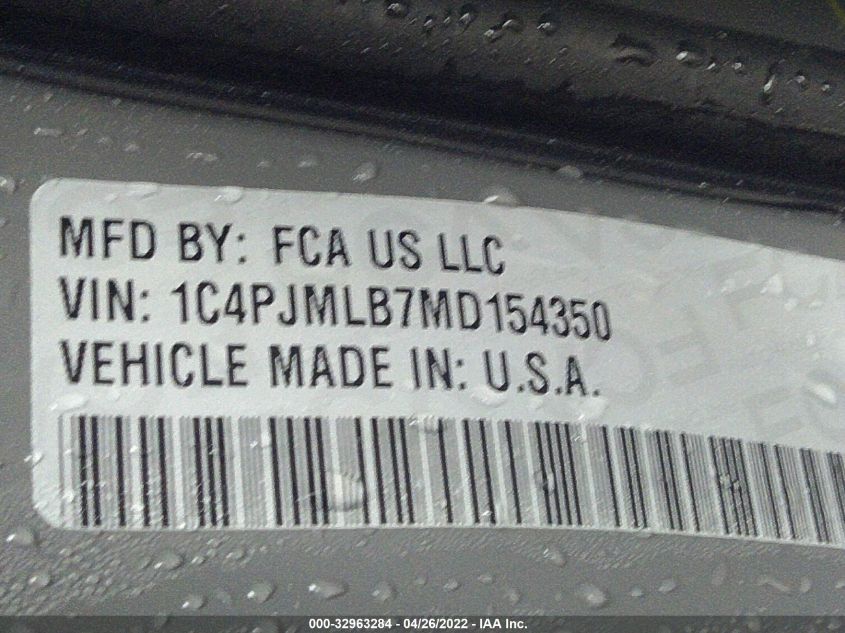 MFD BY: FCA US LLC
VIN: 1C4PJMLB7MD154350
VEHICLE MADE IN: U.S.A.
000-32963284 - 04/26/2022 - IAA Inc.